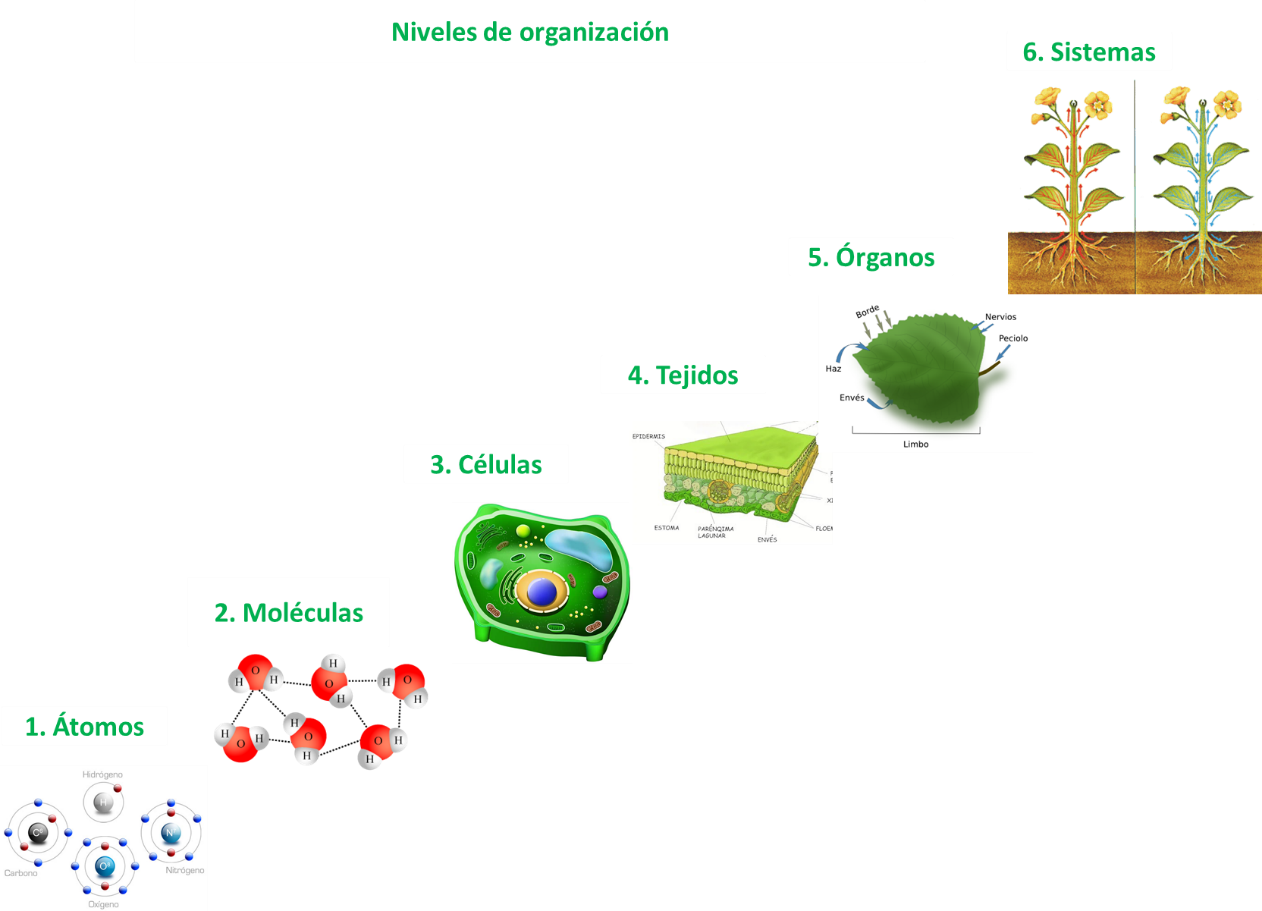 Niveles de organización
6. Sistemas
5. Órganos
Borde
Nervios
Peciolo
Haz
Envés
Limbo
4. Tejidos
EPIDERMIS
ESTOMA
PARÉNQIMA
LAGUNAR
ENVÉS
3. Células
2. Moléculas
O
H
H
H
O
H
H
O
H
H
O
H
H
O
H
O
H
H
1. Átomos
Hidrógeno
H
C
N
O
Carbono
Nitrógeno
Oxígeno